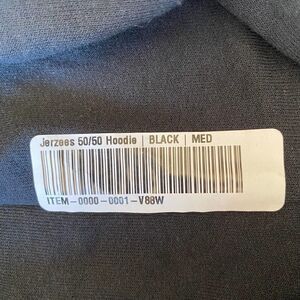 Jerzees 50/50 Hoodie | BLACK | MED
ITEM-0000-0001-V88W